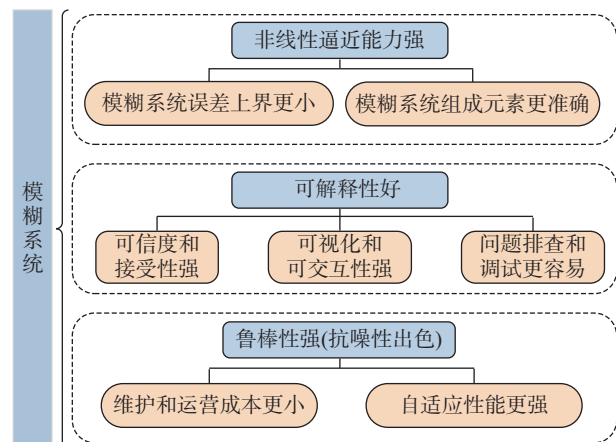 模糊系统
非线性逼近能力强
模糊系统误差上界更小
模糊系统组成元素更准确
可解释性好
可信度和
接受性强
可视化和
可交互性强
问题排查和
调试更容易
鲁棒性强(抗噪性出色)
维护和运营成本更小
自适应性能更强